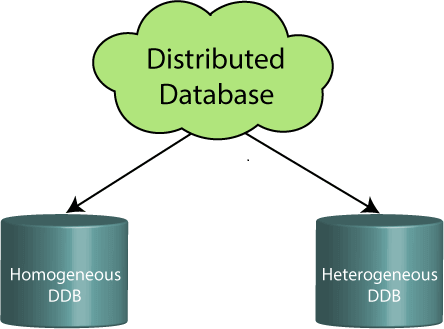 Distributed
Database
Homogeneous
DDB
Heterogeneous
DDB